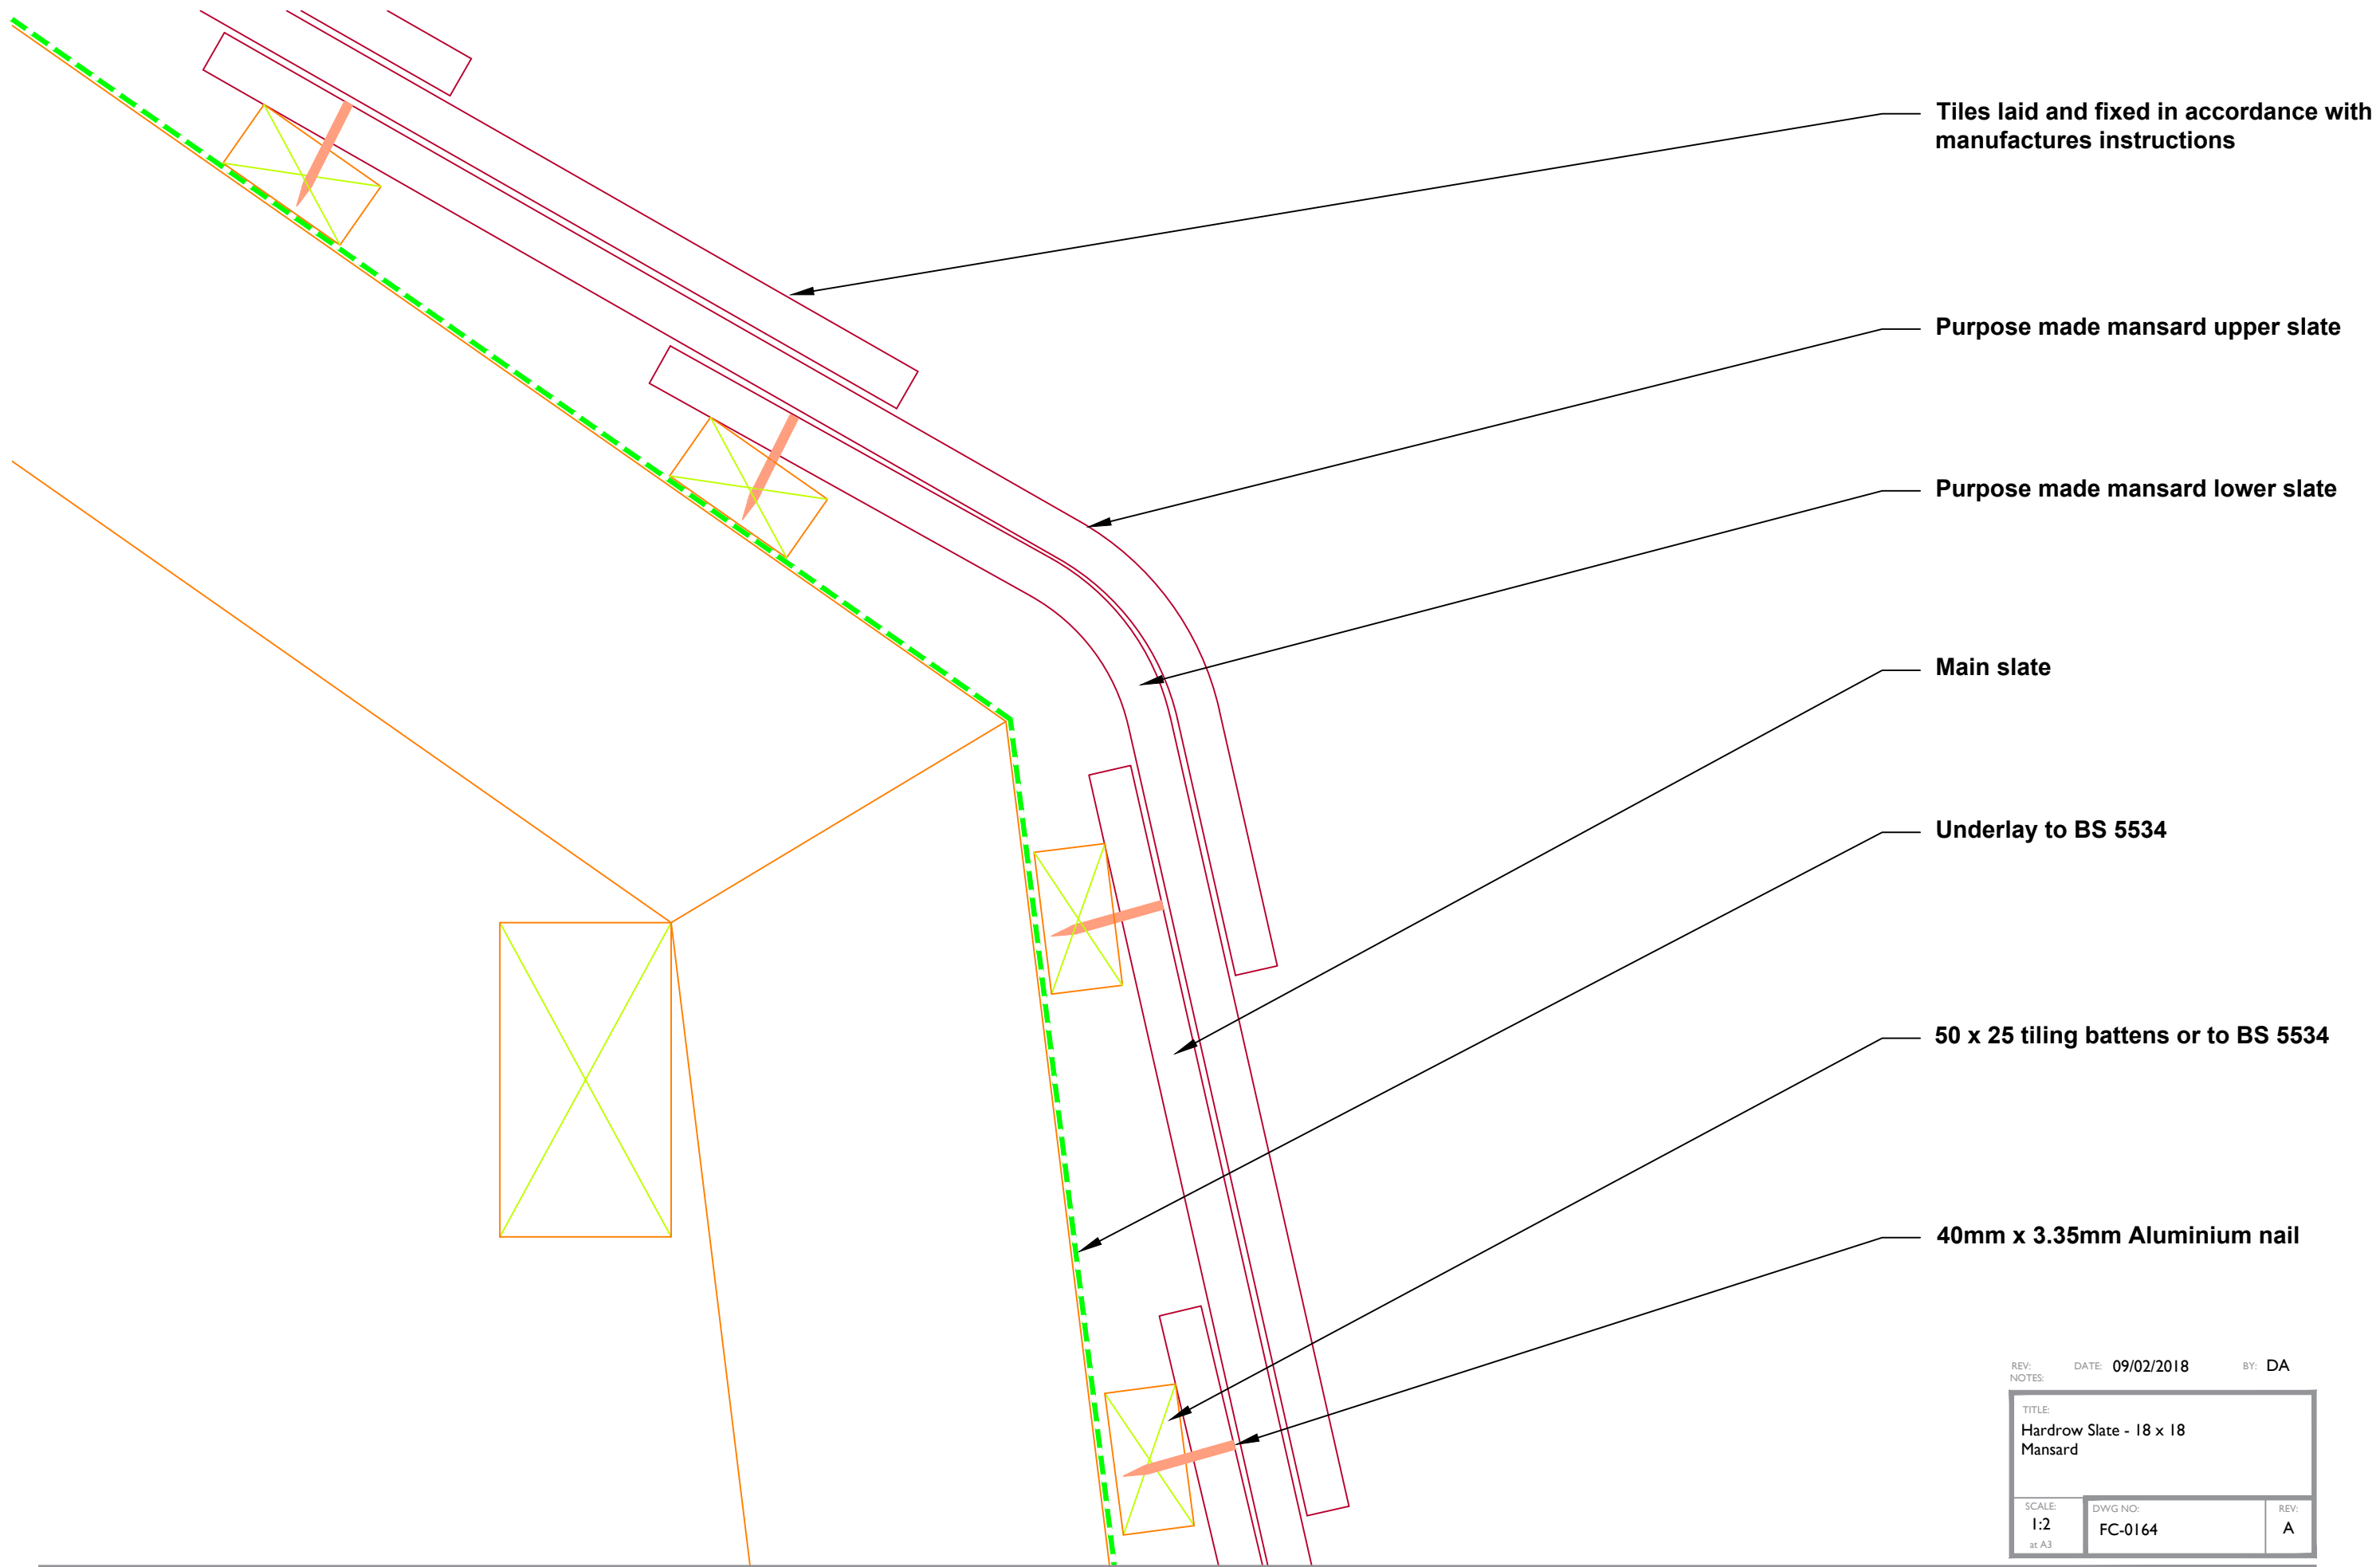 Tiles laid and fixed in accordance with
manufactures instructions
Purpose made mansard upper slate
Purpose made mansard lower slate
Main slate
Underlay to BS 5534
50 x 25 tiling battens or to BS 5534
40mm x 3.35mm Aluminium nail
REV: DATE: 09/02/2018 BY: DA
NOTES:
TITLE:
Hardrow Slate - 18 x 18
Mansard
SCALE: DWG NO: REV:
1:2 FC-0164 A
at A3